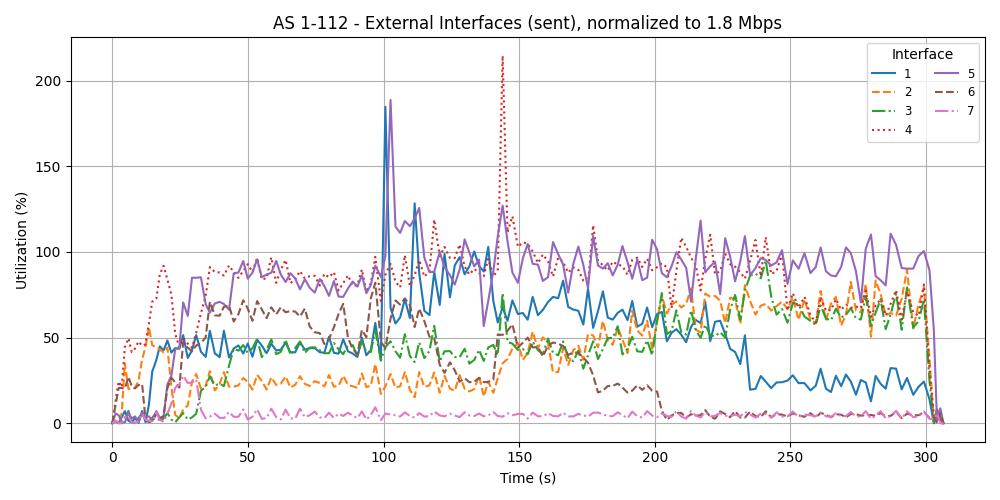 AS 1-112 - External Interfaces (sent), normalized to 1.8 Mbps
Utilization (%)
200
150
100
50
0
0 50 100 150 200 250 300
Time (s)
Interface
1 5
2 6
3 7
4